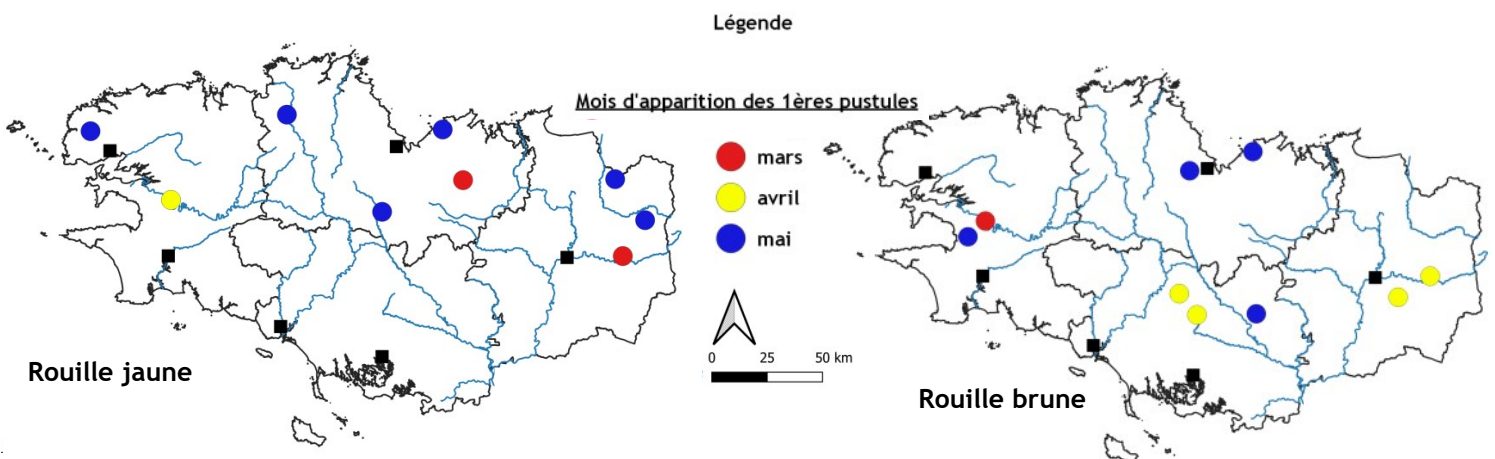 Légende
Mois d'apparition des 1ères pustules
mars
avril
mai
0 25 50 km
Rouille jaune
Rouille brune